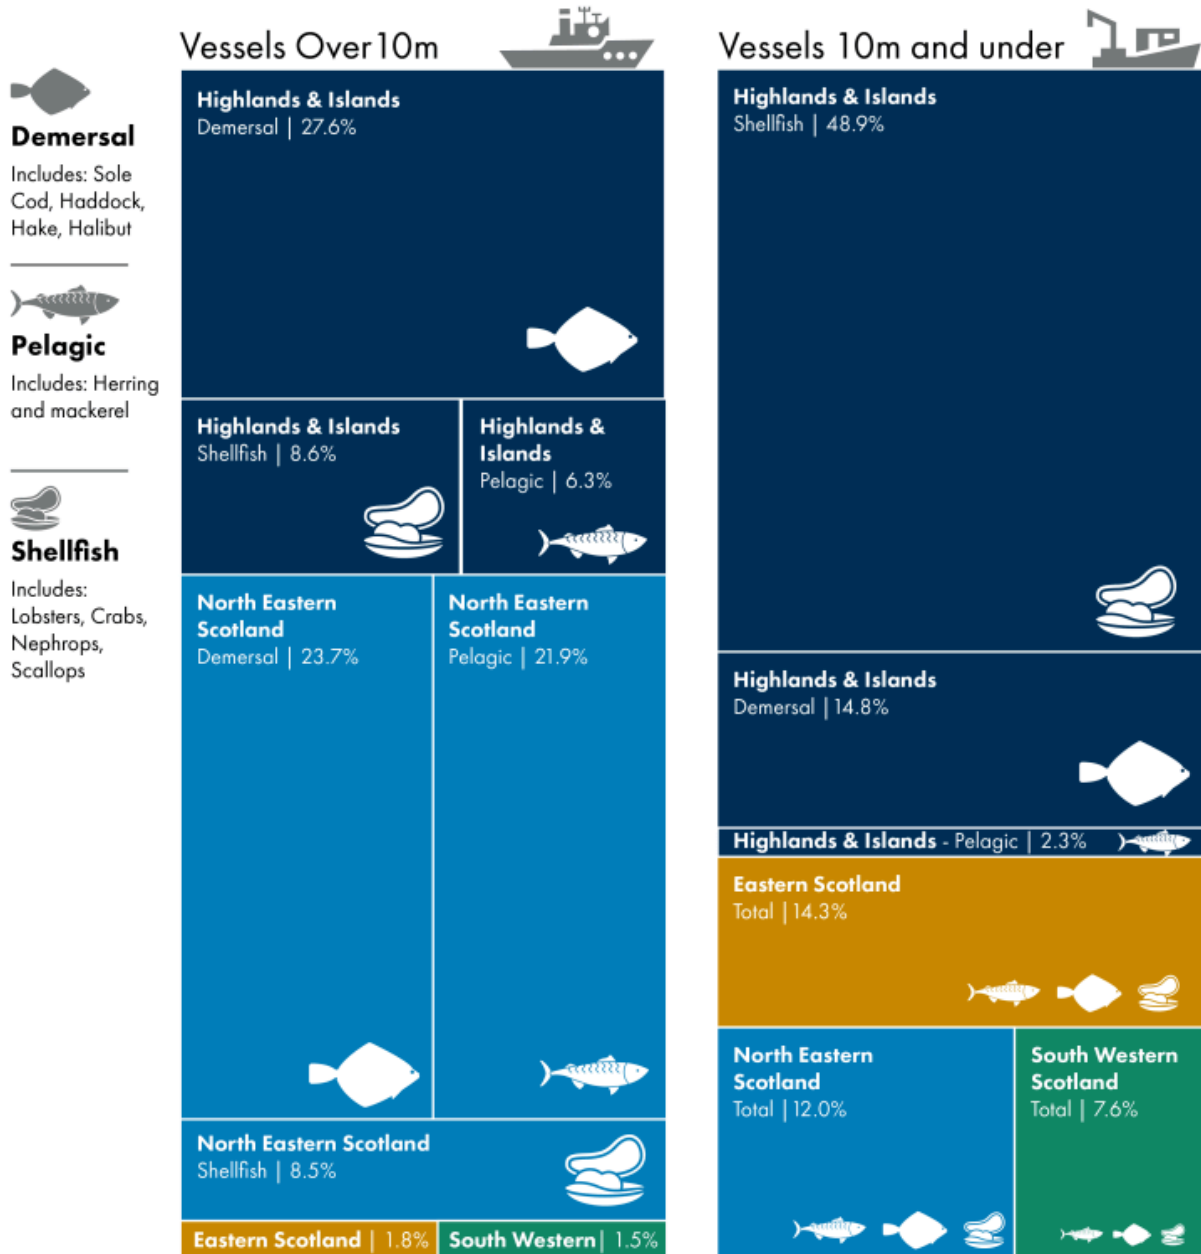 Vessels Over10m
Vessels 10m and under
Demersal
Includes: Sole
Cod, Haddock,
Hake, Halibut
Pelagic
Includes: Herring
and mackerel
Shellfish
Includes:
Lobsters, Crabs,
Nephrops,
Scallops
Highlands & Islands
Demersal | 27.6%
Highlands & Islands
Shellfish | 8.6%
Highlands &
Islands
Pelagic | 6.3%
North Eastern
Scotland
Demersal | 23.7%
North Eastern
Scotland
Pelagic | 21.9%
North Eastern Scotland
Shellfish | 8.5%
Eastern Scotland | 1.8%
South Western| 1.5%
Highlands & Islands
Shellfish | 48.9%
Highlands & Islands
Demersal |14.8%
Highlands & Islands - Pelagic | 2.3%
Eastern Scotland
Total |14.3%
North Eastern
Scotland
Total |12.0%
South Western
Scotland
Total | 7.6%